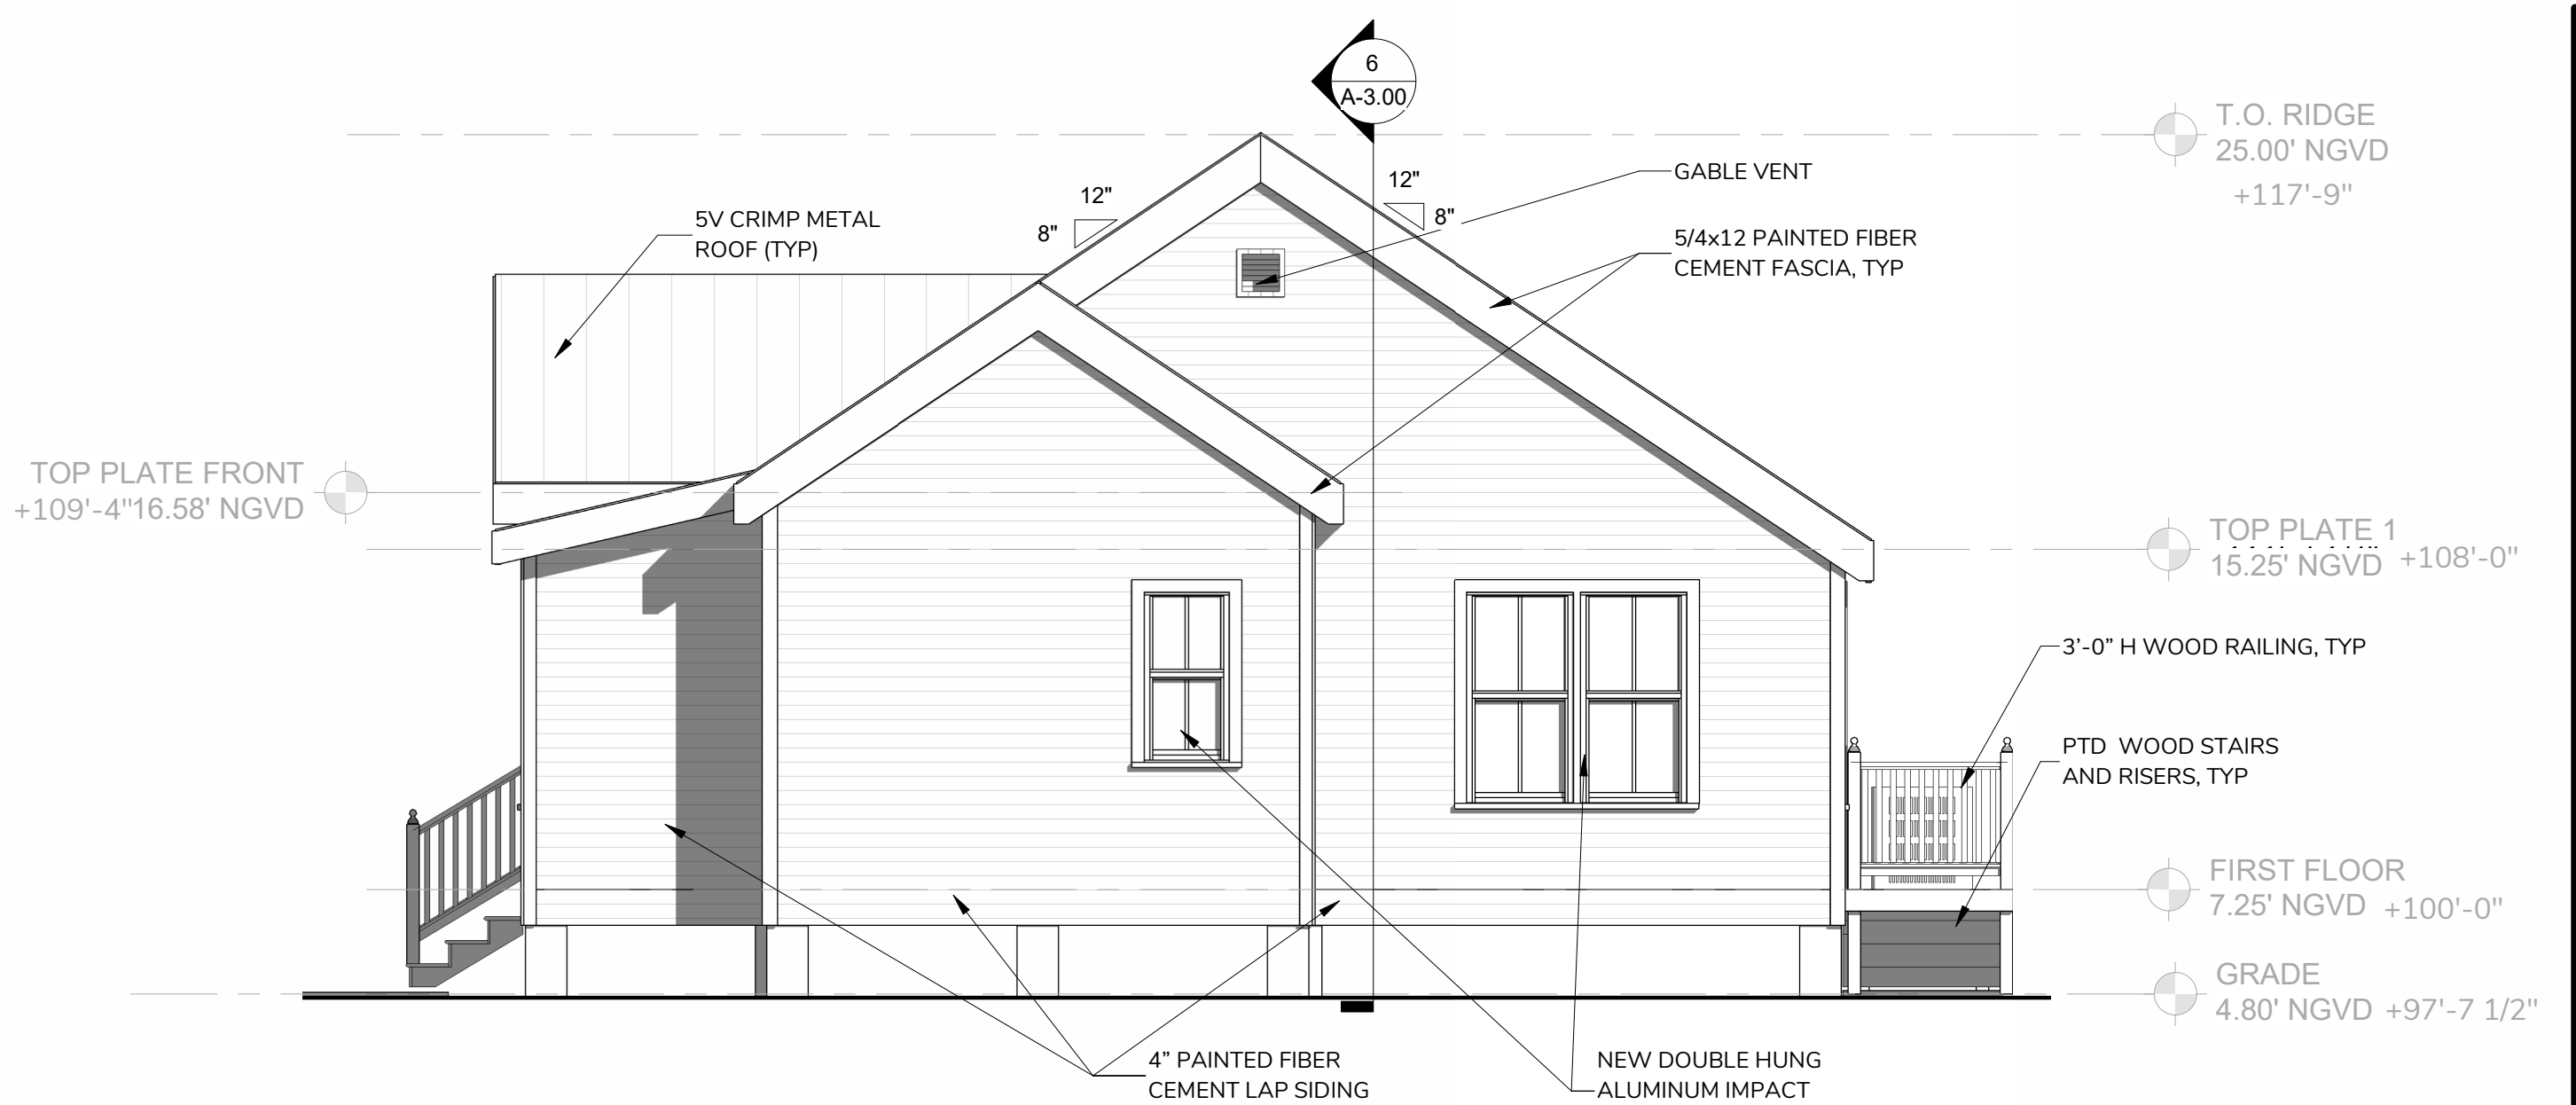 6
A-3.00
T.O. RIDGE
25.00' NGVD
+117'-9"
GABLE VENT
12"
8"
12"
8"
5V CRIMP METAL
ROOF (TYP)
5/4x12 PAINTED FIBER
CEMENT FASCIA, TYP
TOP PLATE FRONT
+109'-4"16.58' NGVD
TOP PLATE 1
15.25' NGVD +108'-0"
3’-0” H WOOD RAILING, TYP
PTD WOOD STAIRS
AND RISERS, TYP
FIRST FLOOR
7.25' NGVD +100'-0"
GRADE
4.80' NGVD +97'-7 1/2"
4” PAINTED FIBER
CEMENT LAP SIDING
NEW DOUBLE HUNG
ALUMINUM IMPACT